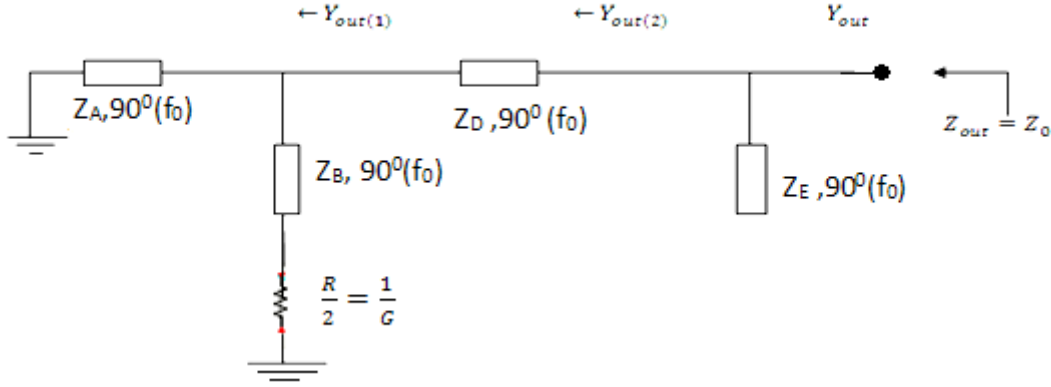 ← Y_out(1)
← Y_out(2)
Y_out
Z_A,90⁰(f₀)
Z_D ,90⁰ (f₀)
Z_out = Z₀
Z_B, 90⁰(f₀)
Z_E ,90⁰(f₀)
R/2 = 1/G